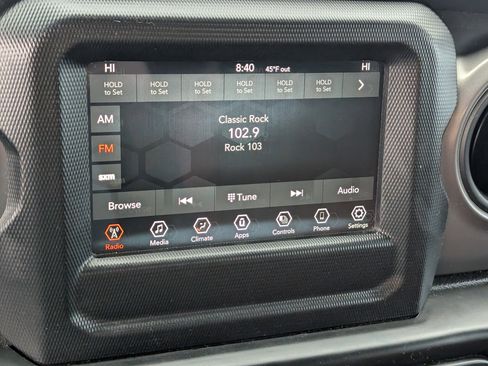 HI 8:40 45°F out HI
HOLD HOLD HOLD HOLD HOLD HOLD
to Set to Set to Set to Set to Set to Set
AM
Classic Rock
102.9
FM
Rock 103
sxm
Browse Tune Audio
Radio Media Climate Apps Controls Phone Settings